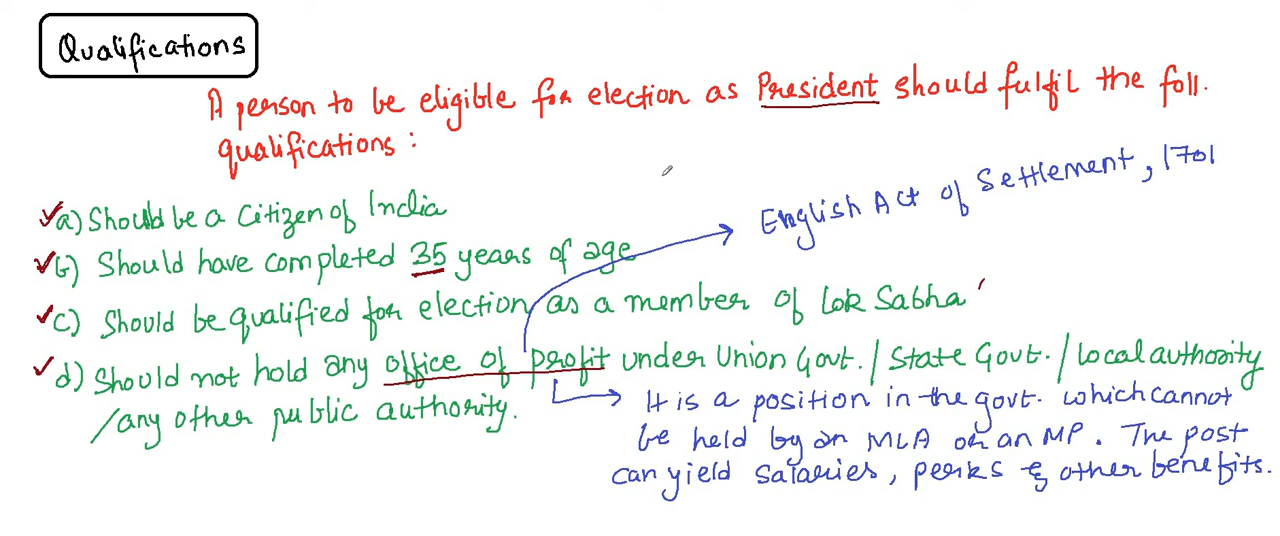 Qualifications
A person to be eligible for election as President should fulfil the foll.
qualifications :
English Act of Settlement, 1701
a) Should be a Citizen of India
b) Should have completed 35 years of age
c) Should be qualified for election as a member of Lok Sabha
d) Should not hold any office of profit under Union Govt. / State Govt. / Local authority
/any other public authority.
It is a position in the govt. which cannot
be held by an MLA or an MP. The post
can yield salaries, perks & other benefits.